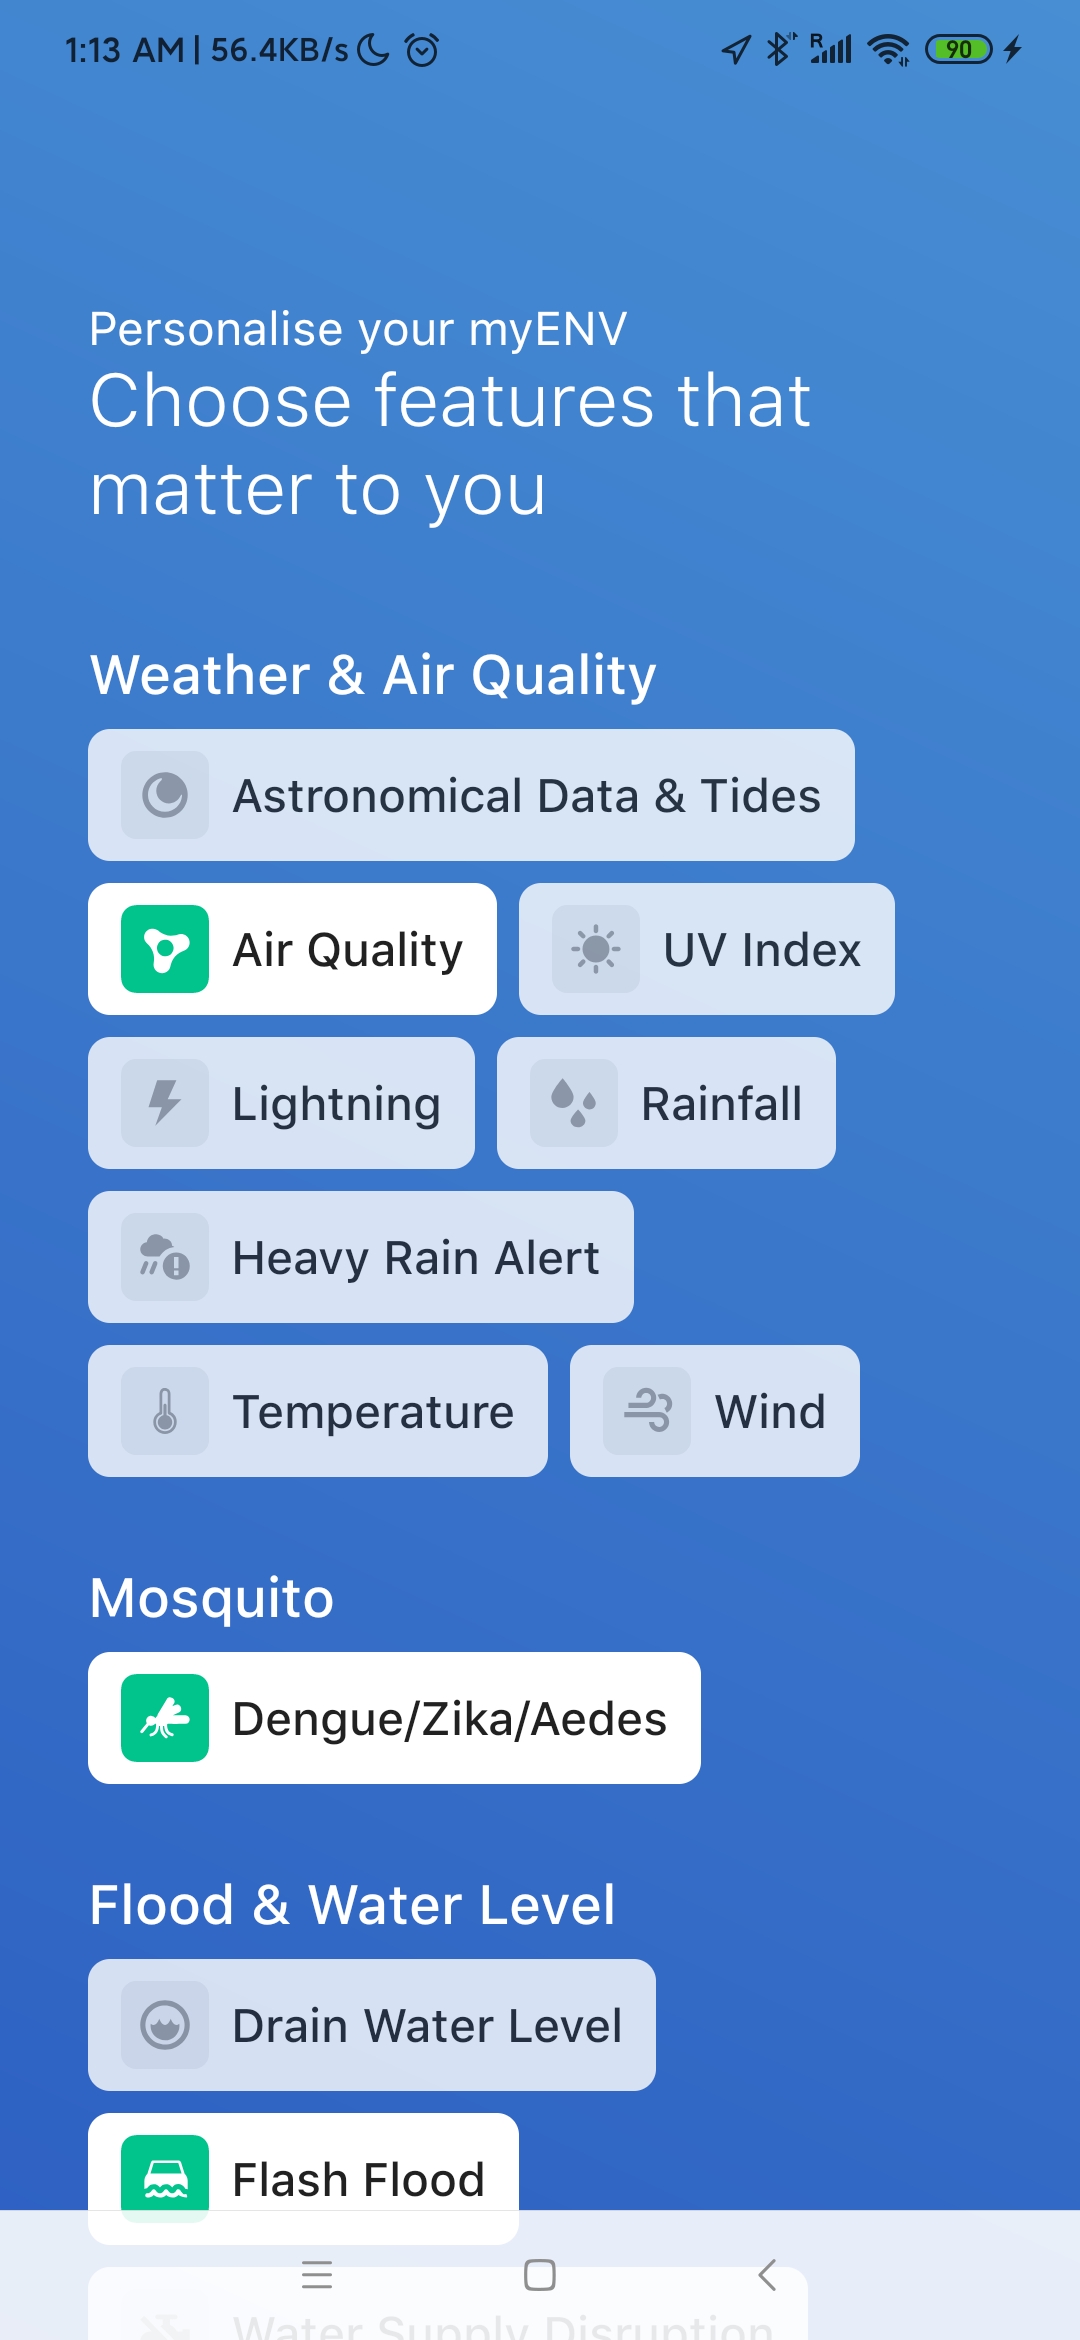 1:13 AM | 56.4KB/s
R
90
Personalise your myENV
Choose features that
matter to you
Weather & Air Quality
Astronomical Data & Tides
Air Quality
UV Index
Lightning
Rainfall
Heavy Rain Alert
Temperature
Wind
Mosquito
Dengue/Zika/Aedes
Flood & Water Level
Drain Water Level
Flash Flood
Water Supply Disruption